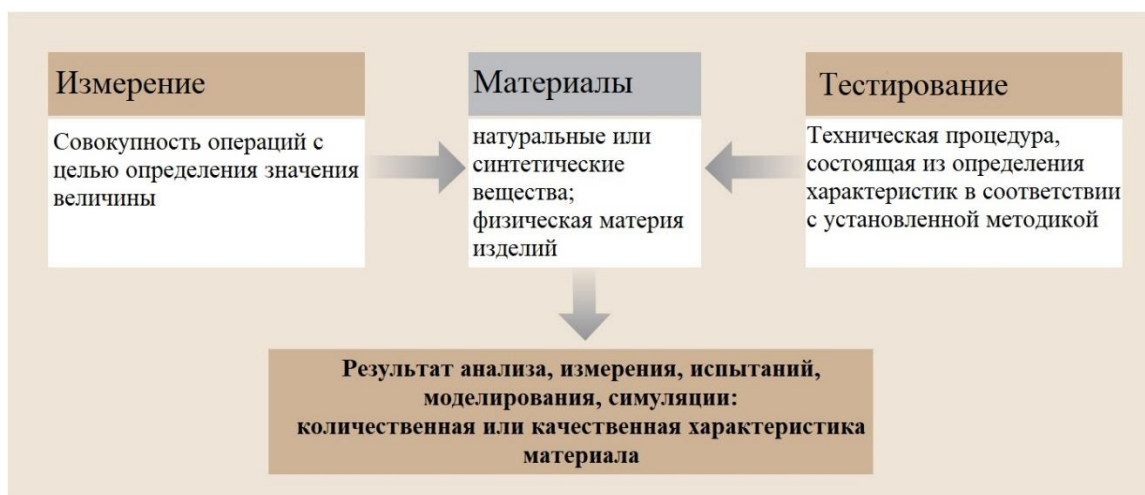 Измерение
Совокупность операций с
целью определения значения
величины
Материалы
натуральные или
синтетические
вещества;
физическая материя
изделий
Тестирование
Техническая процедура,
состоящая из определения
характеристик в соответствии
с установленной методикой
Результат анализа, измерения, испытаний,
моделирования, симуляции:
количественная или качественная характеристика
материала